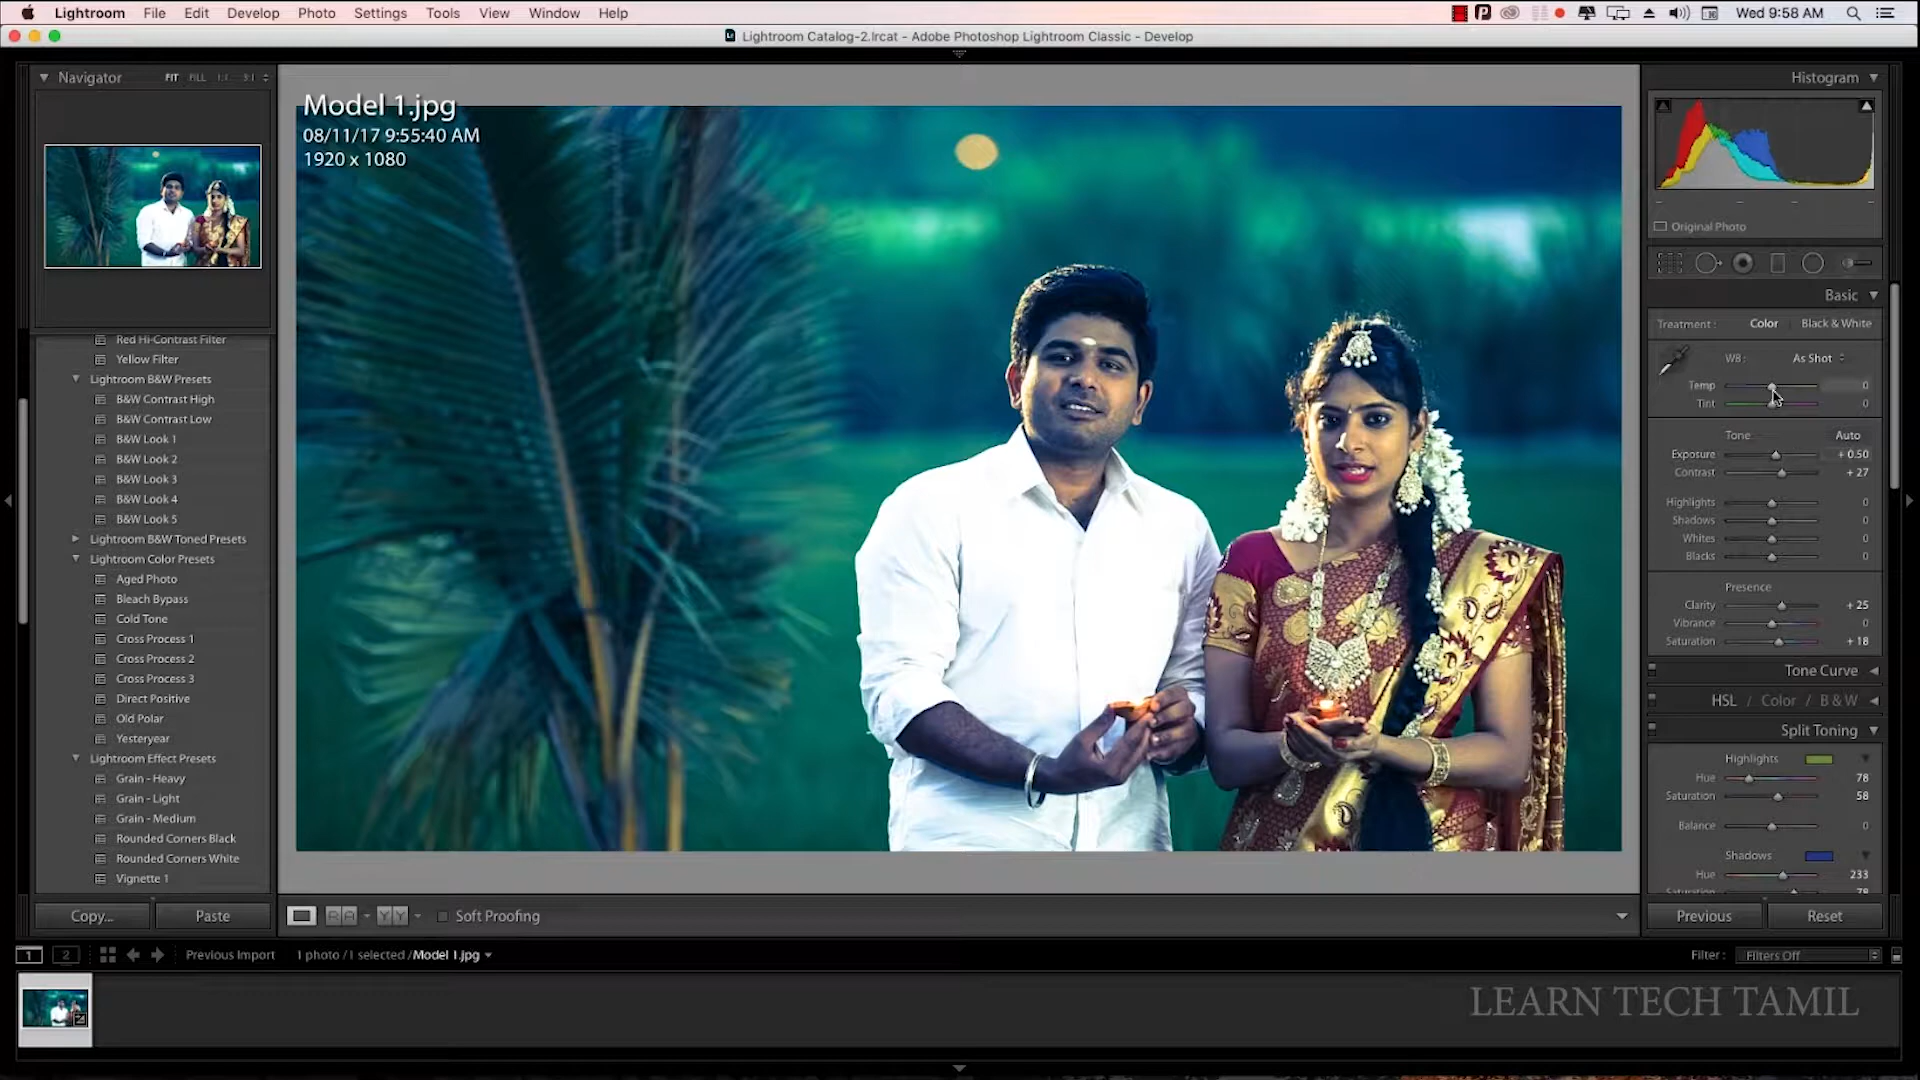 Lightroom File Edit Develop Photo Settings Tools View Window Help Wed 9:58 AM
Lightroom Catalog-2.lrcat - Adobe Photoshop Lightroom Classic - Develop
Navigator FIT FILL 1:1 3:1
Red Hi-Contrast Filter
Yellow Filter
Lightroom B&W Presets
B&W Contrast High
B&W Contrast Low
B&W Look 1
B&W Look 2
B&W Look 3
B&W Look 4
B&W Look 5
Lightroom B&W Toned Presets
Lightroom Color Presets
Aged Photo
Bleach Bypass
Cold Tone
Cross Process 1
Cross Process 2
Cross Process 3
Direct Positive
Old Polar
Yesteryear
Lightroom Effect Presets
Grain - Heavy
Grain - Light
Grain - Medium
Rounded Corners Black
Rounded Corners White
Vignette 1
Copy... Paste
Model 1.jpg
08/11/17 9:55:40 AM
1920 x 1080
Soft Proofing
Histogram
Original Photo
Basic
Treatment: Color Black & White
WB: As Shot
Temp 0
Tint 0
Tone Auto
Exposure + 0.50
Contrast + 27
Highlights 0
Shadows 0
Whites 0
Blacks 0
Presence
Clarity + 25
Vibrance 0
Saturation + 18
Tone Curve
HSL / Color / B & W
Split Toning
Highlights
Hue 78
Saturation 58
Balance 0
Shadows
Hue 233
Saturation 78
Previous Reset
1 2 Previous Import 1 photo / 1 selected / Model 1.jpg Filter: Filters Off
LEARN TECH TAMIL